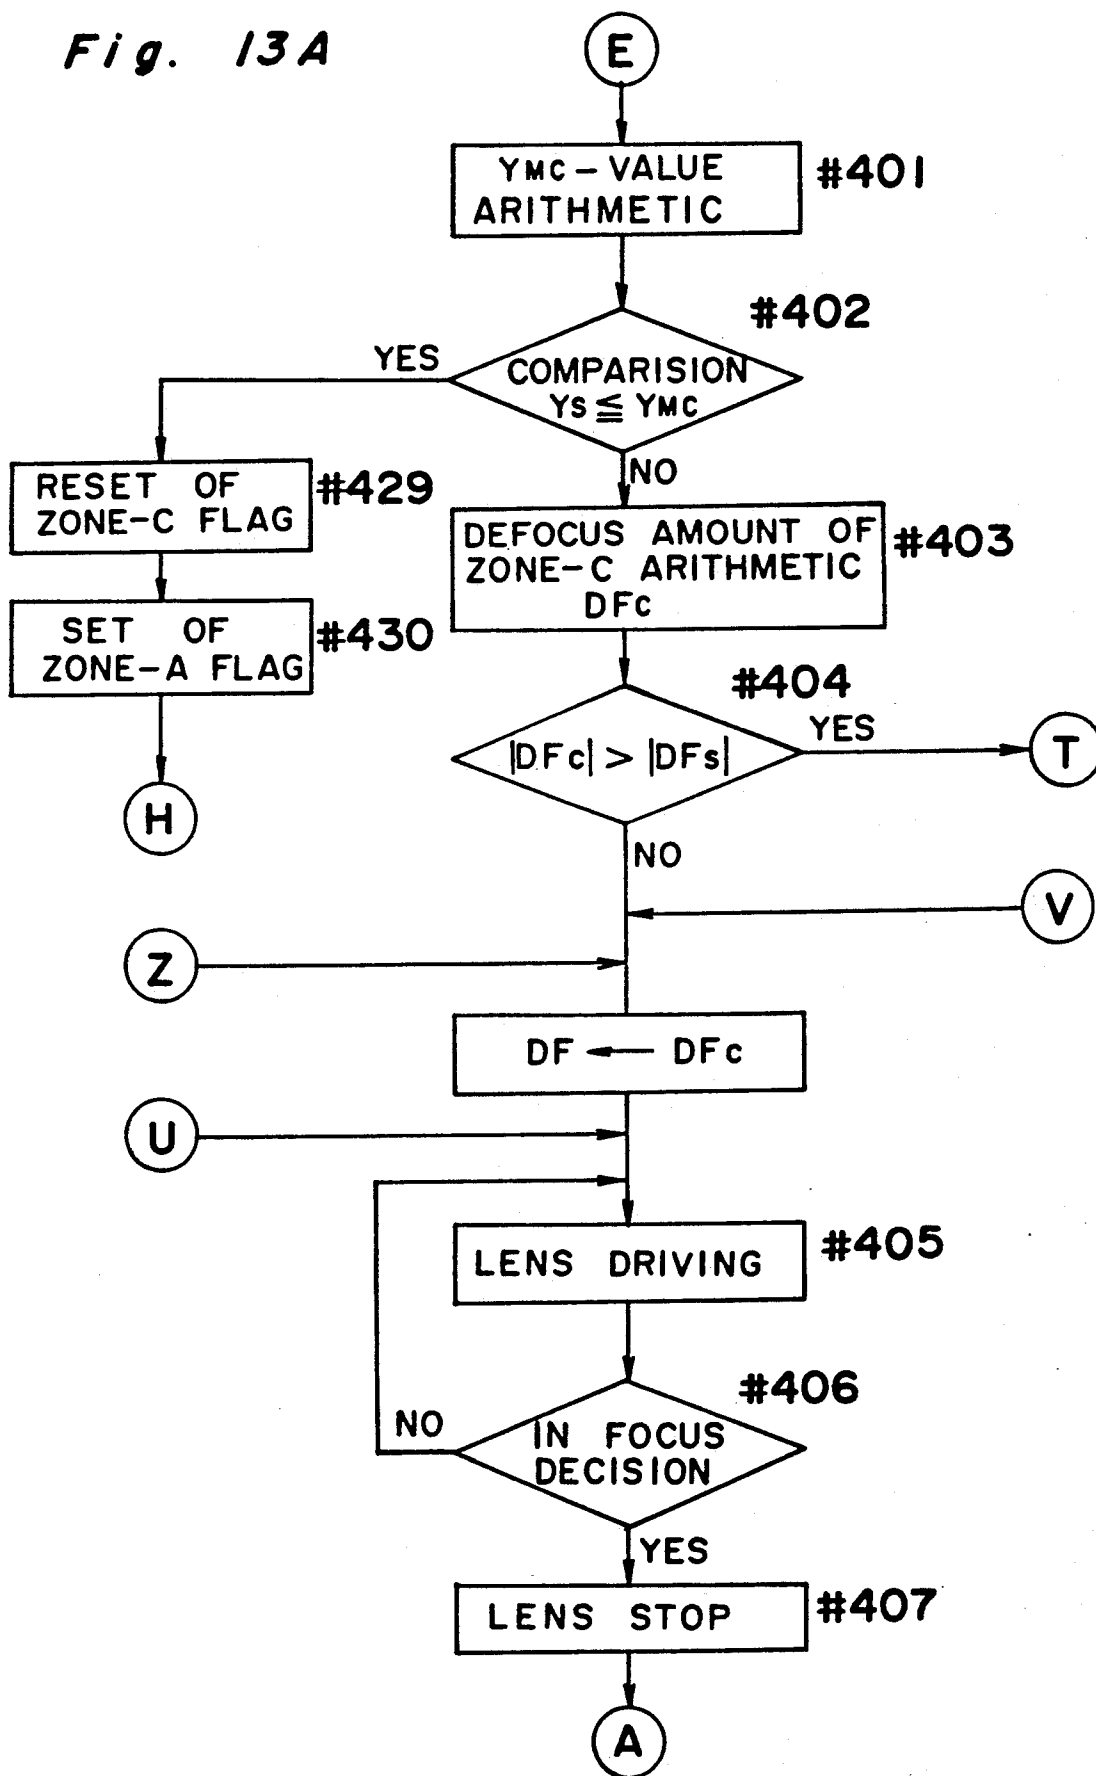 Fig. 13A
E
YMC-VALUE
ARITHMETIC
#401
#402
YES
COMPARISION
YS ≦ YMC
NO
RESET OF
ZONE-C FLAG
#429
DEFOCUS AMOUNT OF
ZONE-C ARITHMETIC
DFC
#403
SET OF
ZONE-A FLAG
#430
#404
|DFC| > |DFS|
YES
T
H
NO
V
Z
DF ← DFC
U
LENS DRIVING
#405
#406
NO
IN FOCUS
DECISION
YES
LENS STOP
#407
A